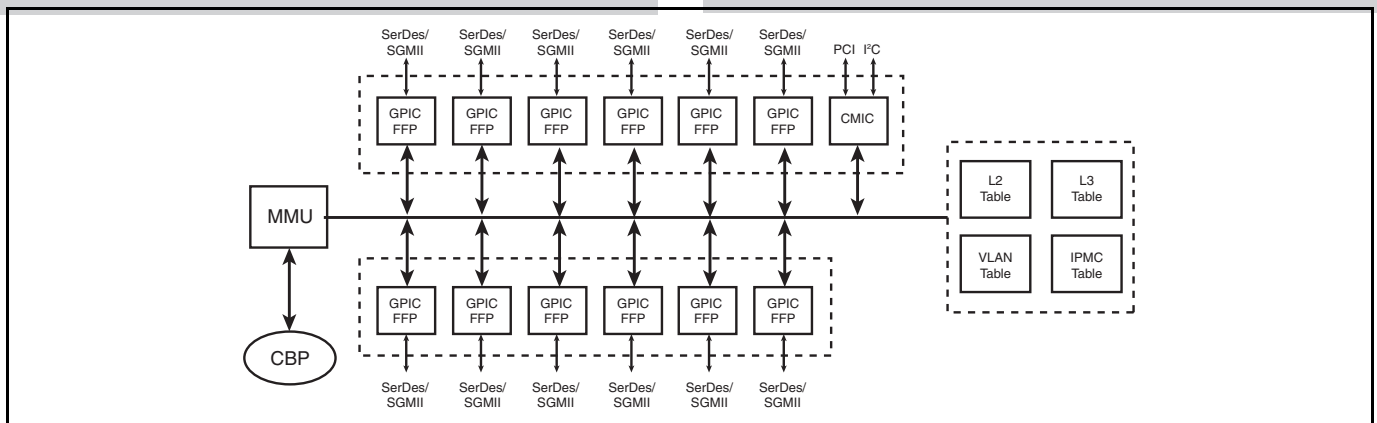 SerDes/ SerDes/ SerDes/ SerDes/ SerDes/ SerDes/
SGMII SGMII SGMII SGMII SGMII SGMII PCI I²C
GPIC GPIC GPIC GPIC GPIC GPIC CMIC
FFP FFP FFP FFP FFP FFP
L2 L3
Table Table
MMU
VLAN IPMC
Table Table
GPIC GPIC GPIC GPIC GPIC GPIC
FFP FFP FFP FFP FFP FFP
CBP
SerDes/ SerDes/ SerDes/ SerDes/ SerDes/ SerDes/
SGMII SGMII SGMII SGMII SGMII SGMII